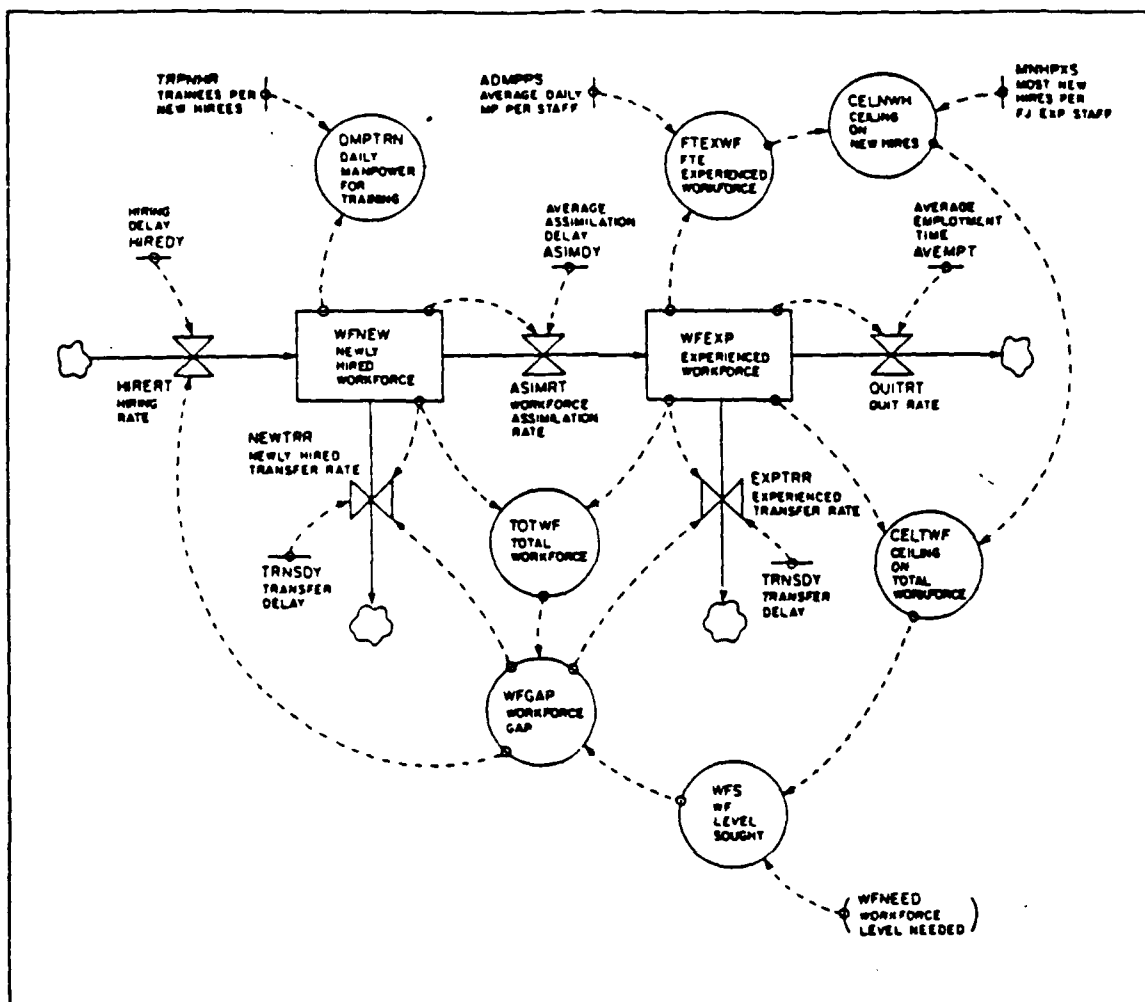 TRPNHR
TRAINEES PER
NEW HIREES
ADMPPS
AVERAGE DAILY
MP PER STAFF
MNHPXS
MOST NEW
HIRES PER
FJ EXP STAFF
CELNWH
CEILING
ON
NEW HIRES
DMPTRN
DAILY
MANPOWER
FOR
TRAINING
FTEXWF
FTE
EXPERIENCED
WORKFORCE
HIRING
DELAY
HIREDY
AVERAGE
ASSIMILATION
DELAY
ASIMDY
AVERAGE
EMPLOYMENT
TIME
AVEMPT
WFNEW
NEWLY
HIRED
WORKFORCE
WFEXP
EXPERIENCED
WORKFORCE
HIRERT
HIRING
RATE
ASIMRT
WORKFORCE
ASSIMILATION
RATE
QUITRT
QUIT RATE
NEWTRR
NEWLY HIRED
TRANSFER RATE
EXPTRR
EXPERIENCED
TRANSFER RATE
TOTWF
TOTAL
WORKFORCE
CELTWF
CEILING
ON
TOTAL
WORKFORCE
TRNSDY
TRANSFER
DELAY
TRNSDY
TRANSFER
DELAY
WFGAP
WORKFORCE
GAP
WFS
WF
LEVEL
SOUGHT
(WFNEED
WORKFORCE
LEVEL NEEDED)